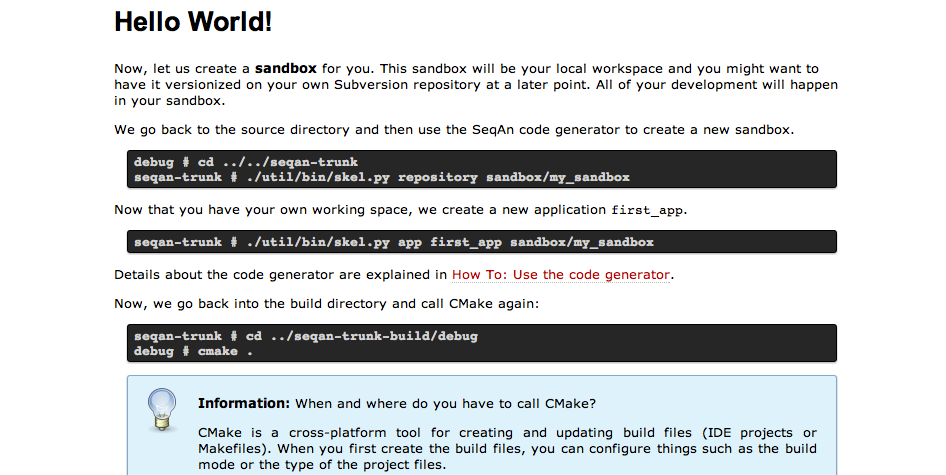 Hello World!
Now, let us create a sandbox for you. This sandbox will be your local workspace and you might want to
have it versionized on your own Subversion repository at a later point. All of your development will happen
in your sandbox.
We go back to the source directory and then use the SeqAn code generator to create a new sandbox.
debug # cd ../../seqan-trunk
seqan-trunk # ./util/bin/skel.py repository sandbox/my_sandbox
Now that you have your own working space, we create a new application first_app.
seqan-trunk # ./util/bin/skel.py app first_app sandbox/my_sandbox
Details about the code generator are explained in How To: Use the code generator.
Now, we go back into the build directory and call CMake again:
seqan-trunk # cd ../seqan-trunk-build/debug
debug # cmake .
Information: When and where do you have to call CMake?
CMake is a cross-platform tool for creating and updating build files (IDE projects or
Makefiles). When you first create the build files, you can configure things such as the build
mode or the type of the project files.